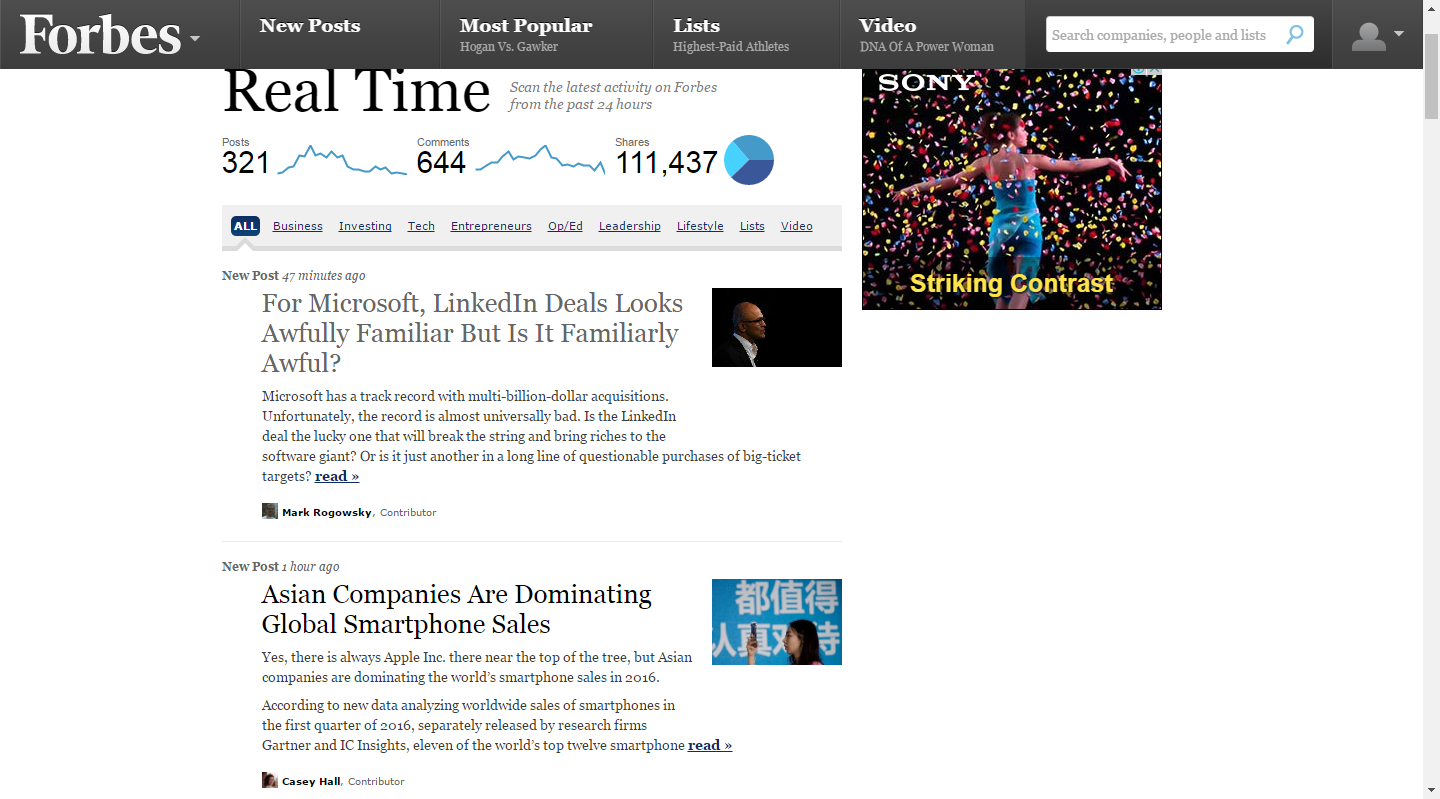 Forbes
New Posts
Most Popular
Hogan Vs. Gawker
Lists
Highest-Paid Athletes
Video
DNA Of A Power Woman
Search companies, people and lists
Real Time
Scan the latest activity on Forbes
from the past 24 hours
Posts
321
Comments
644
Shares
111,437
ALL Business Investing Tech Entrepreneurs Op/Ed Leadership Lifestyle Lists Video
New Post 47 minutes ago
For Microsoft, LinkedIn Deals Looks
Awfully Familiar But Is It Familiarly
Awful?
Microsoft has a track record with multi-billion-dollar acquisitions.
Unfortunately, the record is almost universally bad. Is the LinkedIn
deal the lucky one that will break the string and bring riches to the
software giant? Or is it just another in a long line of questionable purchases of big-ticket
targets? read »
Mark Rogowsky, Contributor
New Post 1 hour ago
Asian Companies Are Dominating
Global Smartphone Sales
都值得
认真对待
Yes, there is always Apple Inc. there near the top of the tree, but Asian
companies are dominating the world’s smartphone sales in 2016.
According to new data analyzing worldwide sales of smartphones in
the first quarter of 2016, separately released by research firms
Gartner and IC Insights, eleven of the world’s top twelve smartphone read »
Casey Hall, Contributor
SONY
Striking Contrast